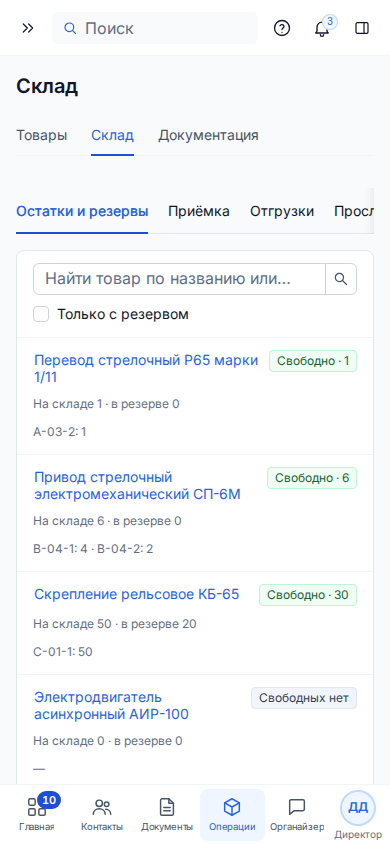 Поиск
3
Склад
Товары Склад Документация
Остатки и резервы Приёмка Отгрузки
Найти товар по названию или...
Только с резервом
Перевод стрелочный Р65 марки 1/11
Свободно · 1
На складе 1 · в резерве 0
A-03-2: 1
Привод стрелочный
электромеханический СП-6М
Свободно · 6
На складе 6 · в резерве 0
B-04-1: 4 · B-04-2: 2
Скрепление рельсовое КБ-65
Свободно · 30
На складе 50 · в резерве 20
C-01-1: 50
Электродвигатель
асинхронный АИР-100
Свободных нет
На складе 0 · в резерве 0
—
10
ДД
Главная Контакты Документы Операции Органайзер Директор